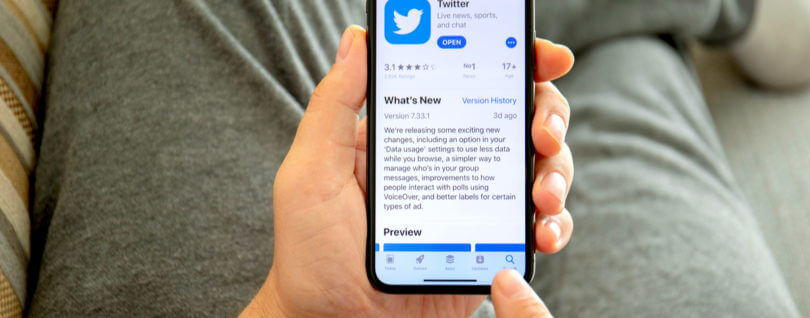 Twitter
Live news, sports,
and chat
OPEN
3.1 No1 17+
Age
What's New Version History
Version 7.33.1 3d ago
We're releasing some exciting new
changes, including an option in your
'Data usage' settings to use less data
while you browse, a simpler way to
manage who's in your group
messages, improvements to how
people interact with polls using
VoiceOver, and better labels for certain
types of ad.
Preview
Today Games Apps Updates